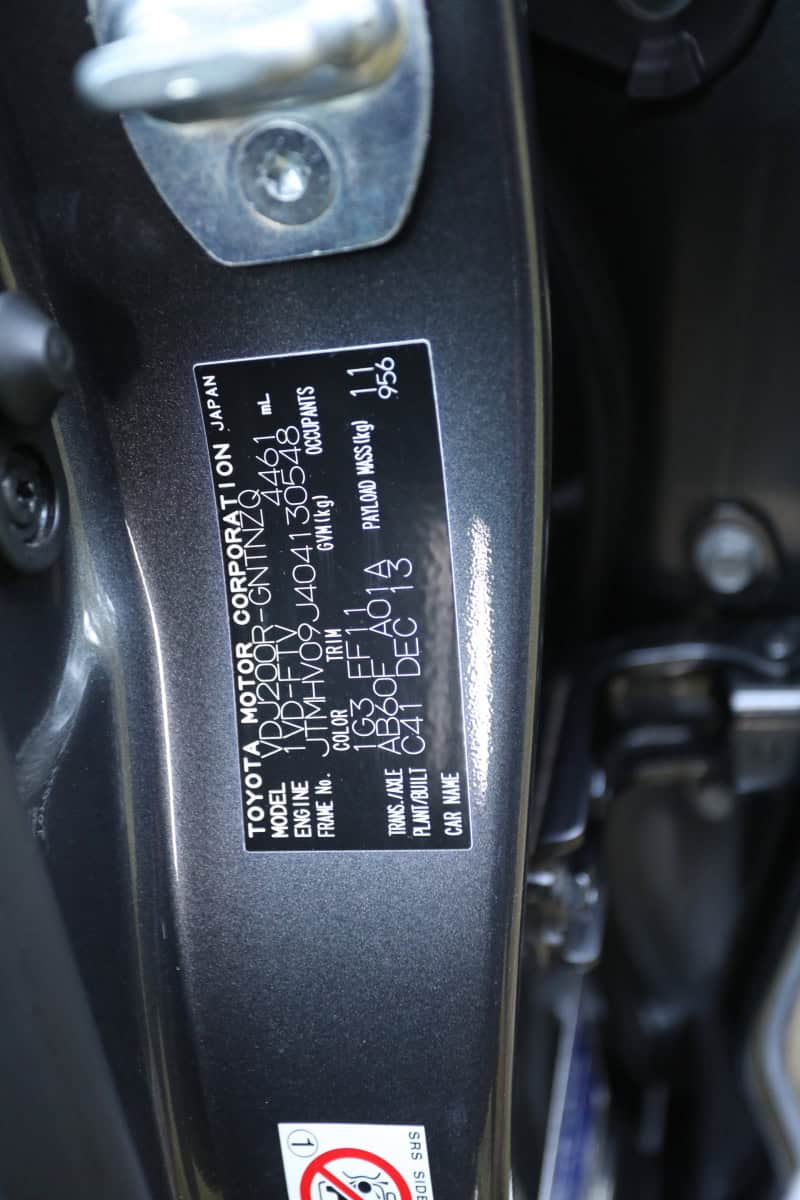 TOYOTA MOTOR CORPORATION JAPAN
MODEL VDJ200R-GNTNZQ
ENGINE 1VD-FTV 4461 mL
FRAME No. JTMHV09J404130548
COLOR TRIM GVM(kg) OCCUPANTS
1G3 FF11 11
TRANS./AXLE AB60F A01A PAYLOAD MASS(kg) 956
PLANT/BUILT C41 DEC 13
CAR NAME
1
SRS SIDE